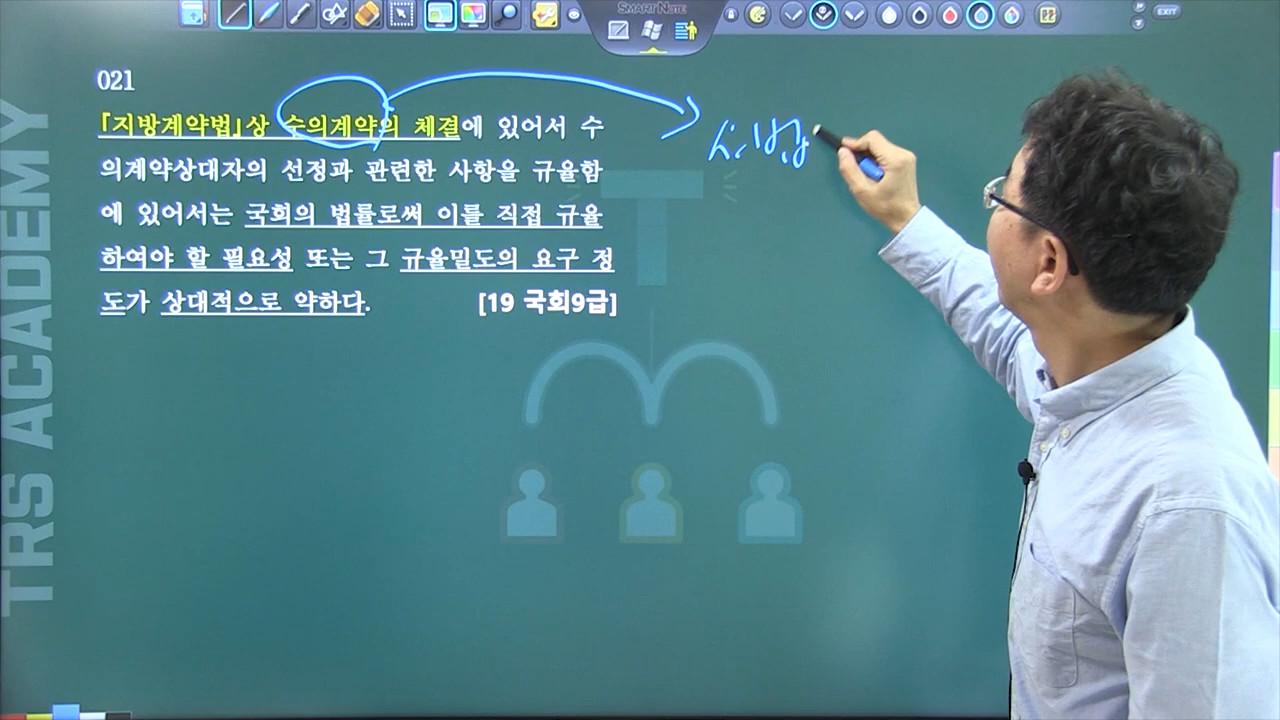 SMART NOTE
EXIT
021
『지방계약법』상 수의계약의 체결에 있어서 수
의계약상대자의 선정과 관련한 사항을 규율함
에 있어서는 국회의 법률로써 이를 직접 규율
하여야 할 필요성 또는 그 규율밀도의 요구 정
도가 상대적으로 약하다. [19 국회9급]
사법
TRS ACADEMY